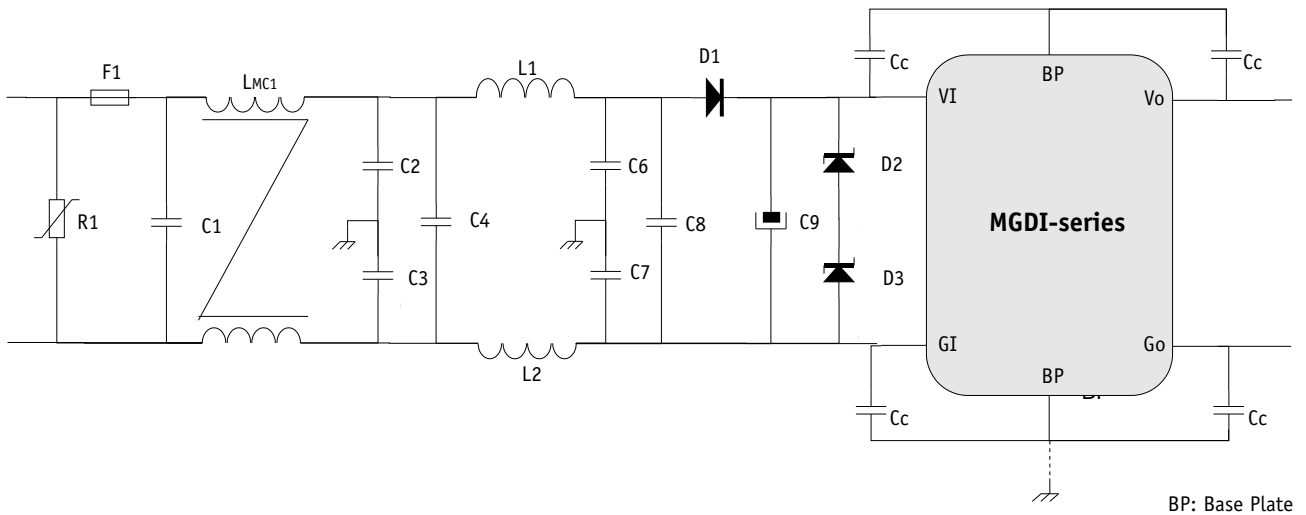 Cc
Cc
D1
L1
F1
LMC1
BP
VI
Vo
C2
C6
D2
R1
C1
C4
C8
C9
MGDI-series
C3
C7
D3
GI
Go
L2
BP
Cc
Cc
BP: Base Plate